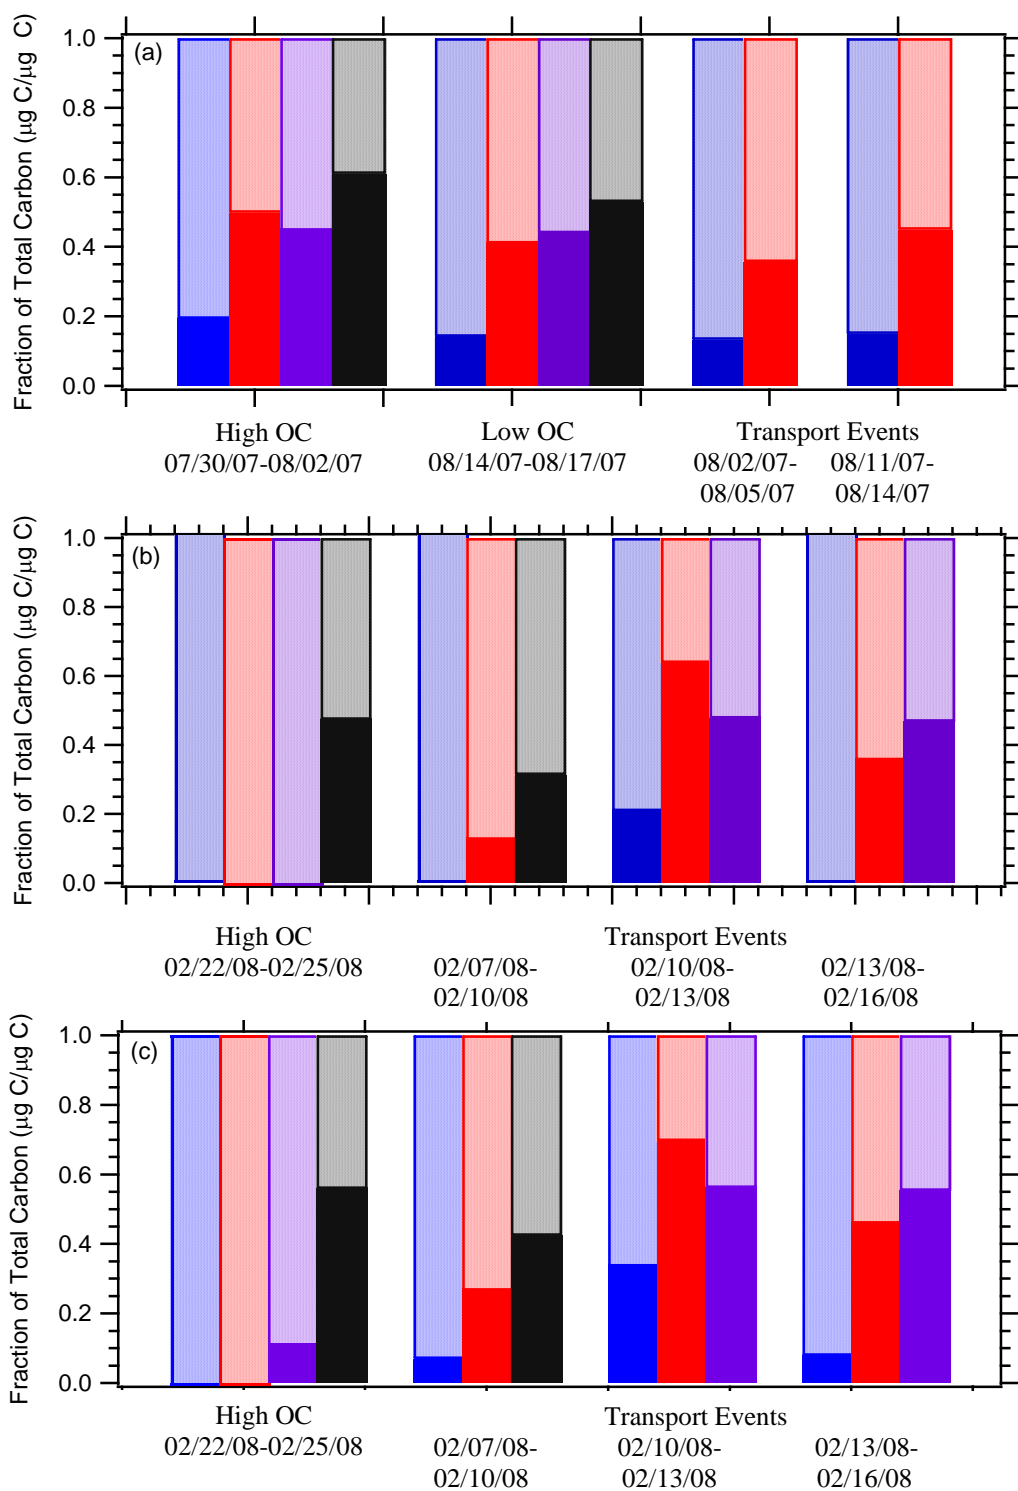 Fraction of Total Carbon (µg C/µg C)
(a)
1.0
0.8
0.6
0.4
0.2
0.0
High OC
07/30/07-08/02/07
Low OC
08/14/07-08/17/07
Transport Events
08/02/07-
08/05/07
08/11/07-
08/14/07
Fraction of Total Carbon (µg C/µg C)
(b)
1.0
0.8
0.6
0.4
0.2
0.0
High OC
02/22/08-02/25/08
Transport Events
02/07/08-
02/10/08
02/10/08-
02/13/08
02/13/08-
02/16/08
Fraction of Total Carbon (µg C/µg C)
(c)
1.0
0.8
0.6
0.4
0.2
0.0
High OC
02/22/08-02/25/08
Transport Events
02/07/08-
02/10/08
02/10/08-
02/13/08
02/13/08-
02/16/08